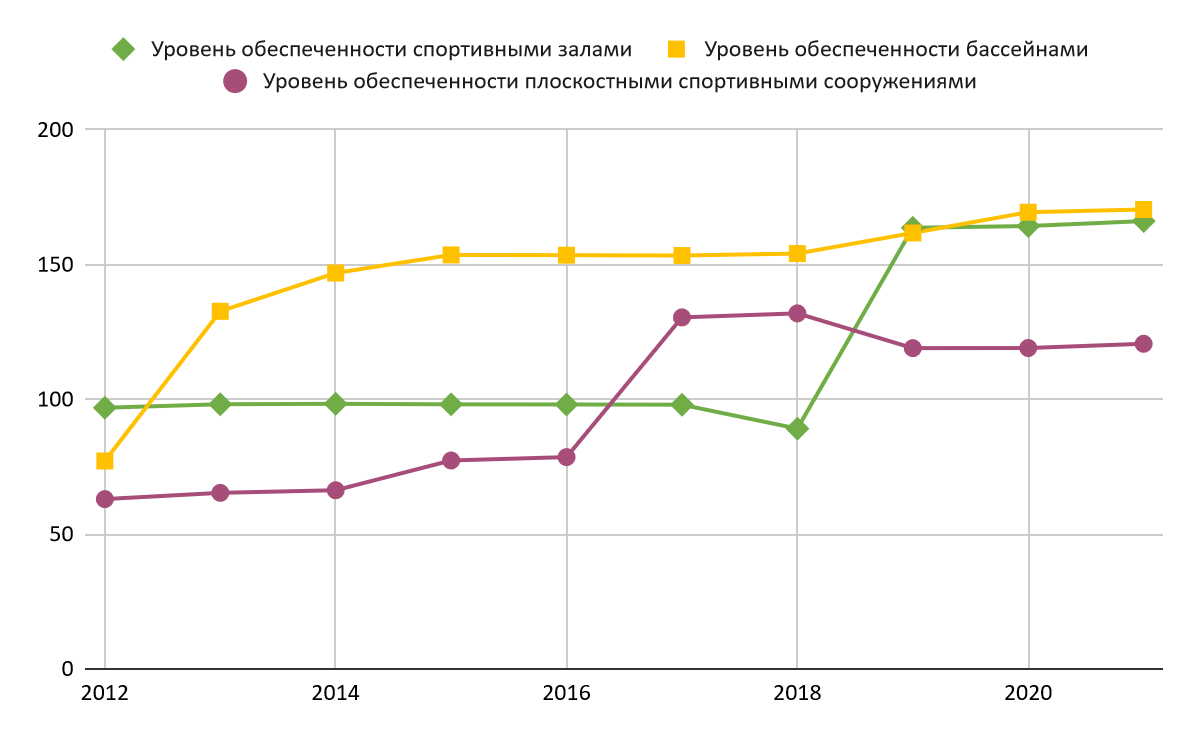 Уровень обеспеченности спортивными залами Уровень обеспеченности бассейнами
Уровень обеспеченности плоскостными спортивными сооружениями
200
150
100
50
0
2012 2014 2016 2018 2020